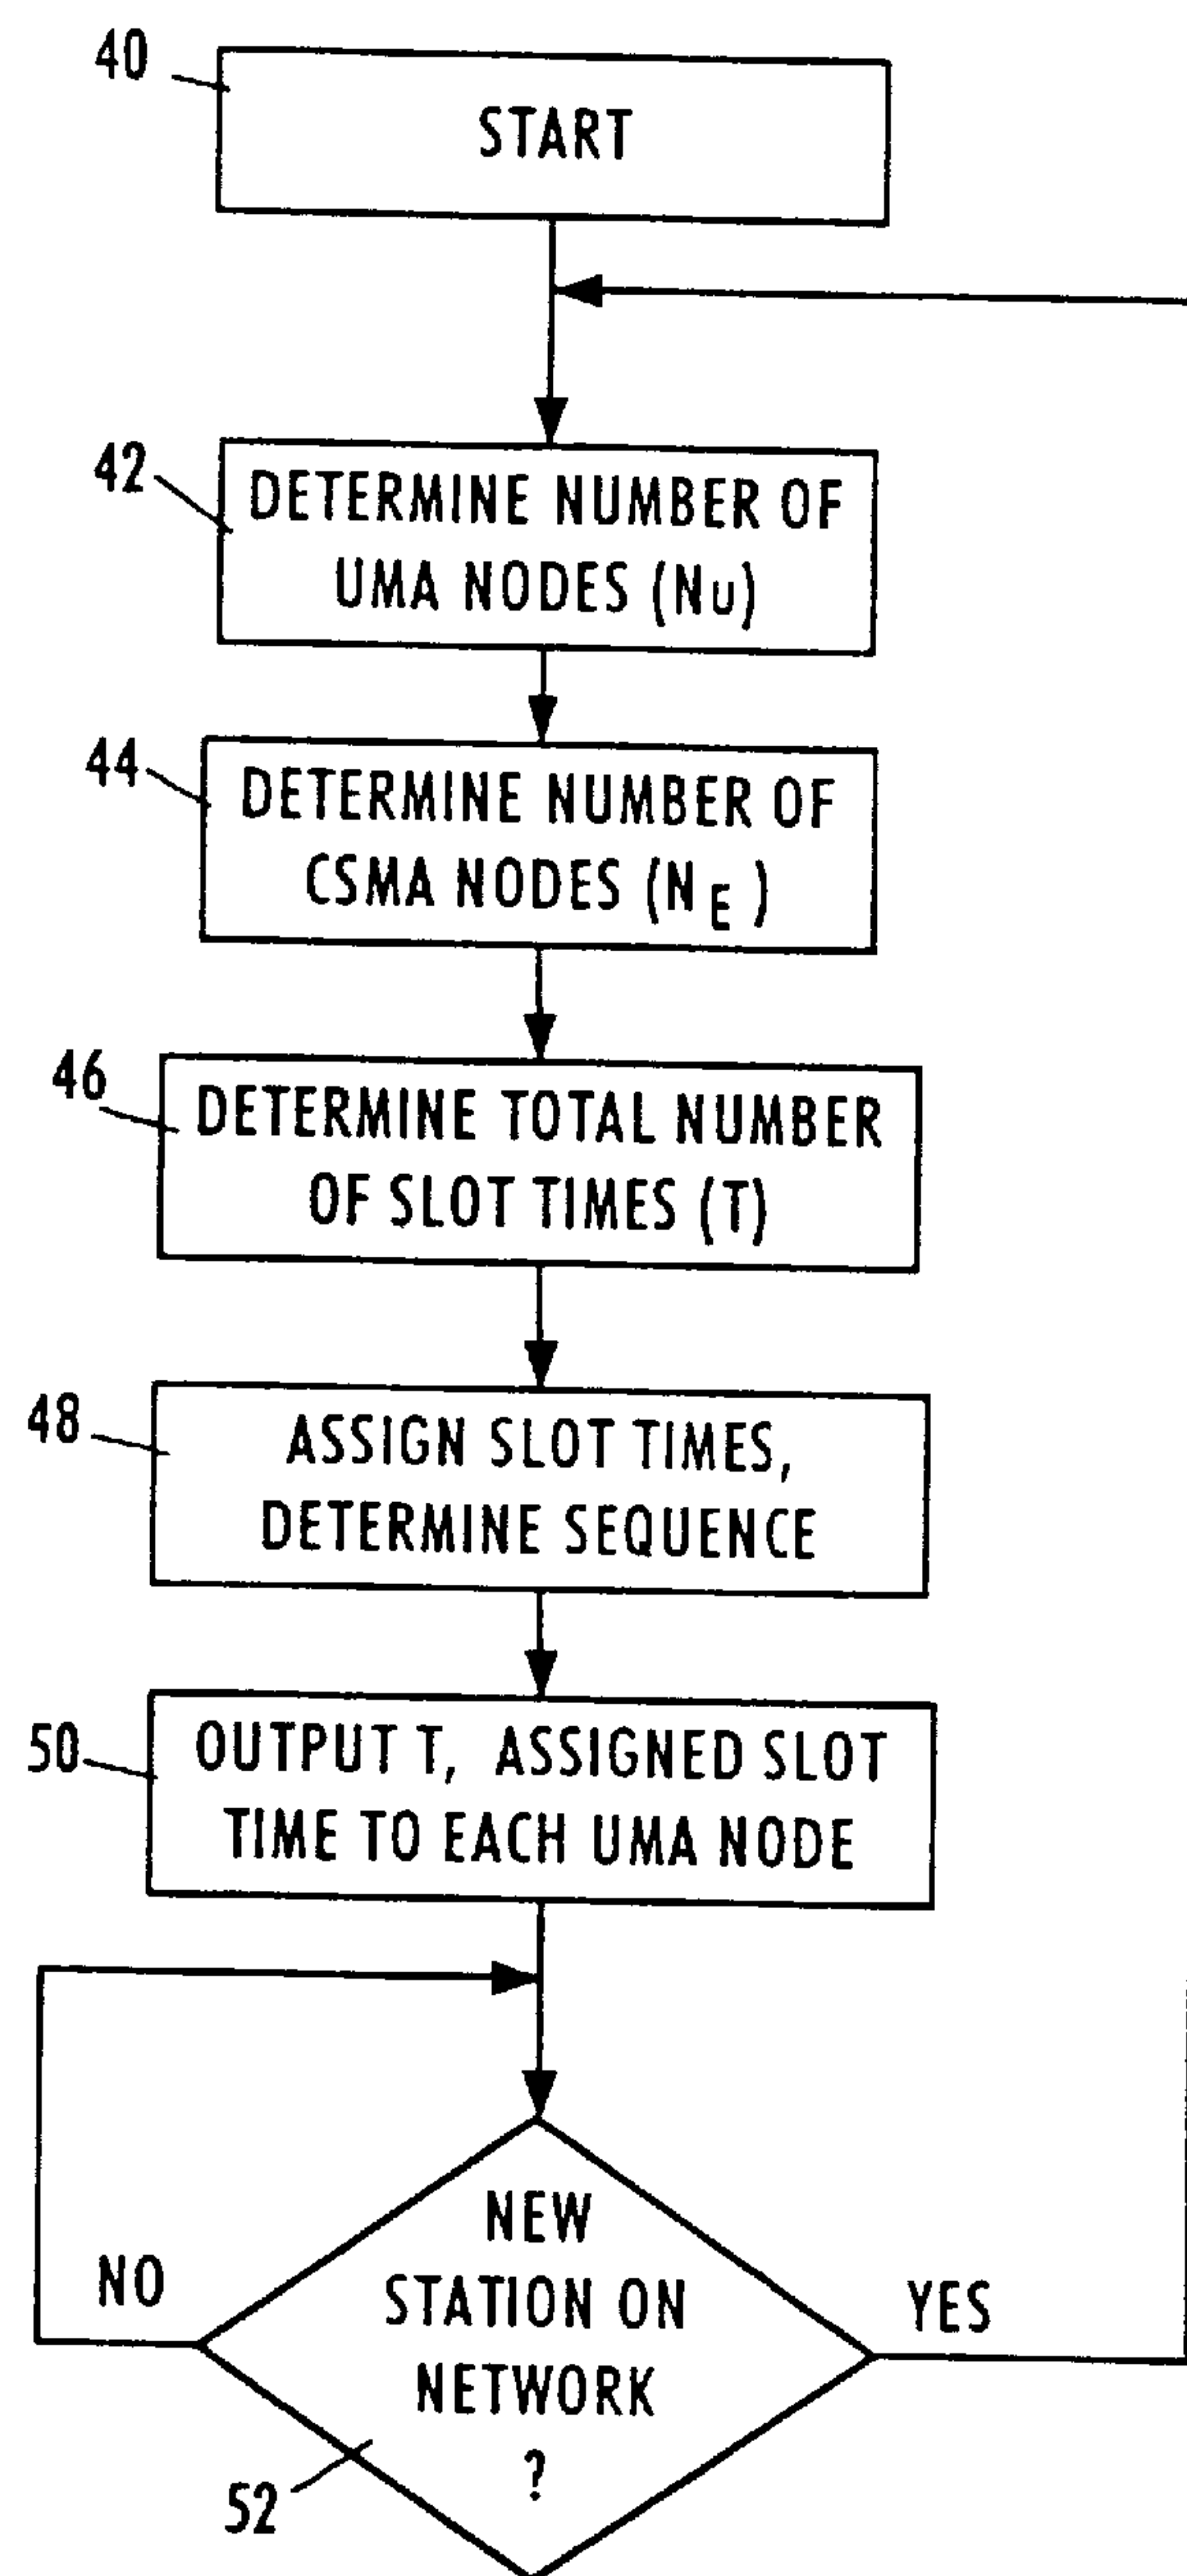 40
START
42
DETERMINE NUMBER OF
UMA NODES (NU)
44
DETERMINE NUMBER OF
CSMA NODES (NE)
46
DETERMINE TOTAL NUMBER
OF SLOT TIMES (T)
48
ASSIGN SLOT TIMES,
DETERMINE SEQUENCE
50
OUTPUT T, ASSIGNED SLOT
TIME TO EACH UMA NODE
NEW
STATION ON
NETWORK
?
NO
YES
52